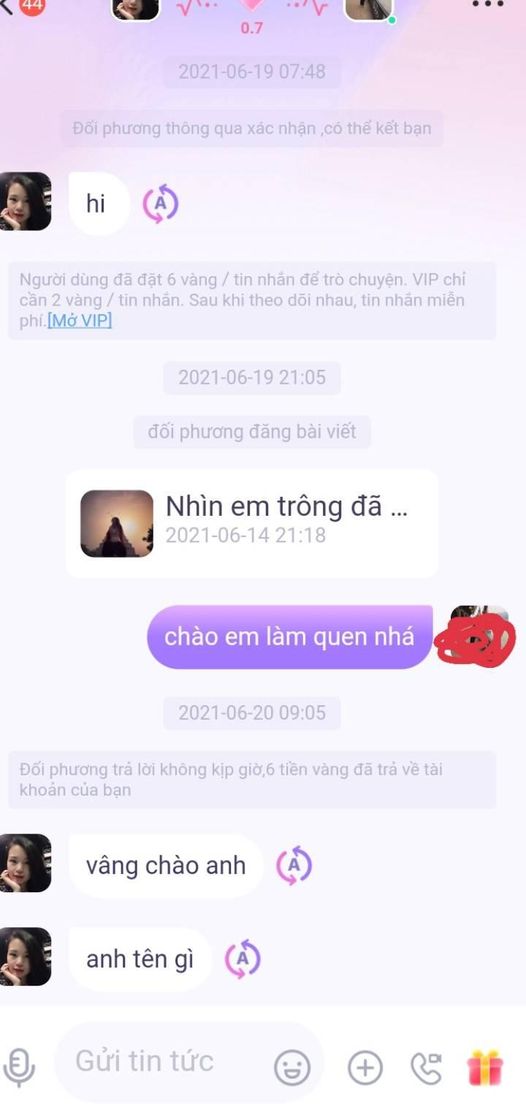 44
0.7
2021-06-19 07:48
Đối phương thông qua xác nhận ,có thể kết bạn
hi
A
Người dùng đã đặt 6 vàng / tin nhắn để trò chuyện. VIP chỉ
cần 2 vàng / tin nhắn. Sau khi theo dõi nhau, tin nhắn miễn
phí.[Mở VIP]
2021-06-19 21:05
đối phương đăng bài viết
Nhìn em trông đã ...
2021-06-14 21:18
chào em làm quen nhá
2021-06-20 09:05
Đối phương trả lời không kịp giờ,6 tiền vàng đã trả về tài
khoản của bạn
vâng chào anh
A
anh tên gì
A
Gửi tin tức